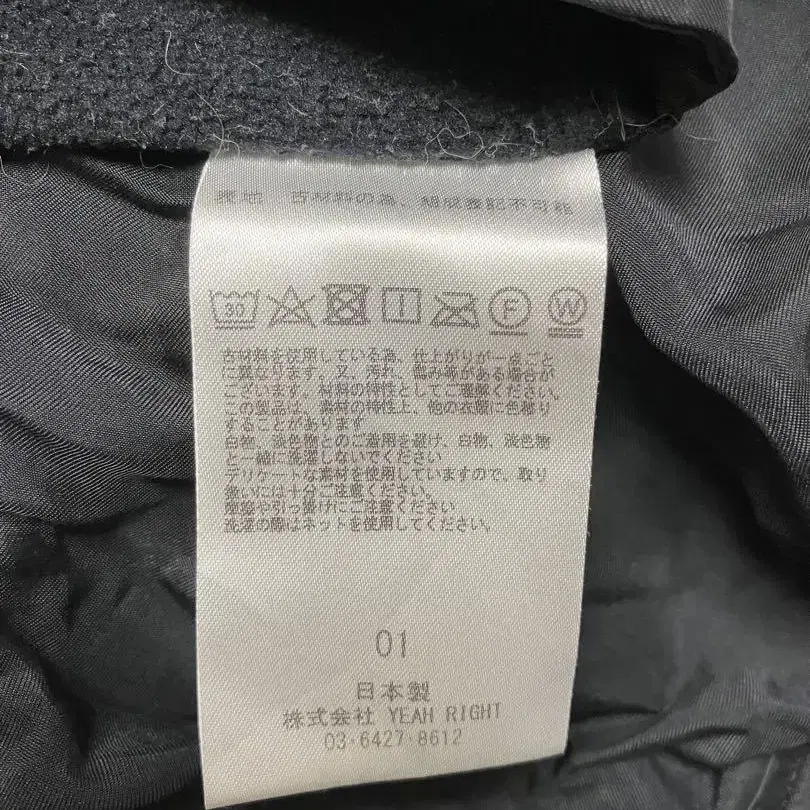 表地 古材料の為、組成表記不可能
30 F W
古材料を使用している為、仕上がりが一点ごと
に異なります。又、汚れ、傷み等がある場合が
ございます。材料の特性としてご理解ください。
この製品は、素材の特性上、他の衣類に色移り
することがあります
白物、淡色物とのご着用を避け、白物、淡色物
と一緒に洗濯しないでください
デリケートな素材を使用していますので、取り
扱いには十分ご注意ください。
摩擦や引っ掛けにご注意ください
洗濯の際はネットを使用してください。
01
日本製
株式会社 YEAH RIGHT
03-6427-8612